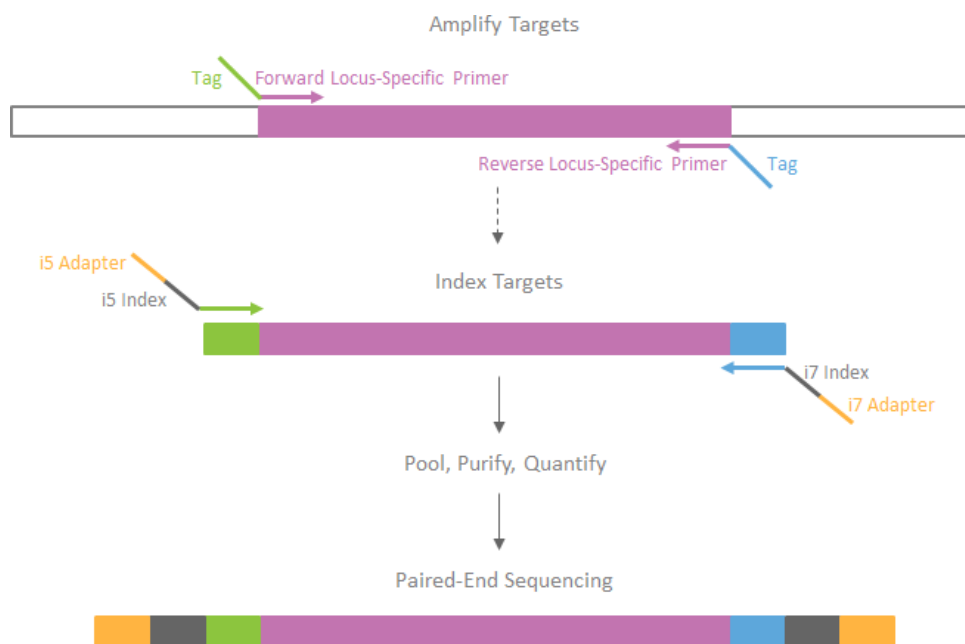 Amplify Targets
Tag
Forward Locus-Specific Primer
Reverse Locus-Specific Primer
Tag
i5 Adapter
i5 Index
Index Targets
i7 Index
i7 Adapter
Pool, Purify, Quantify
Paired-End Sequencing